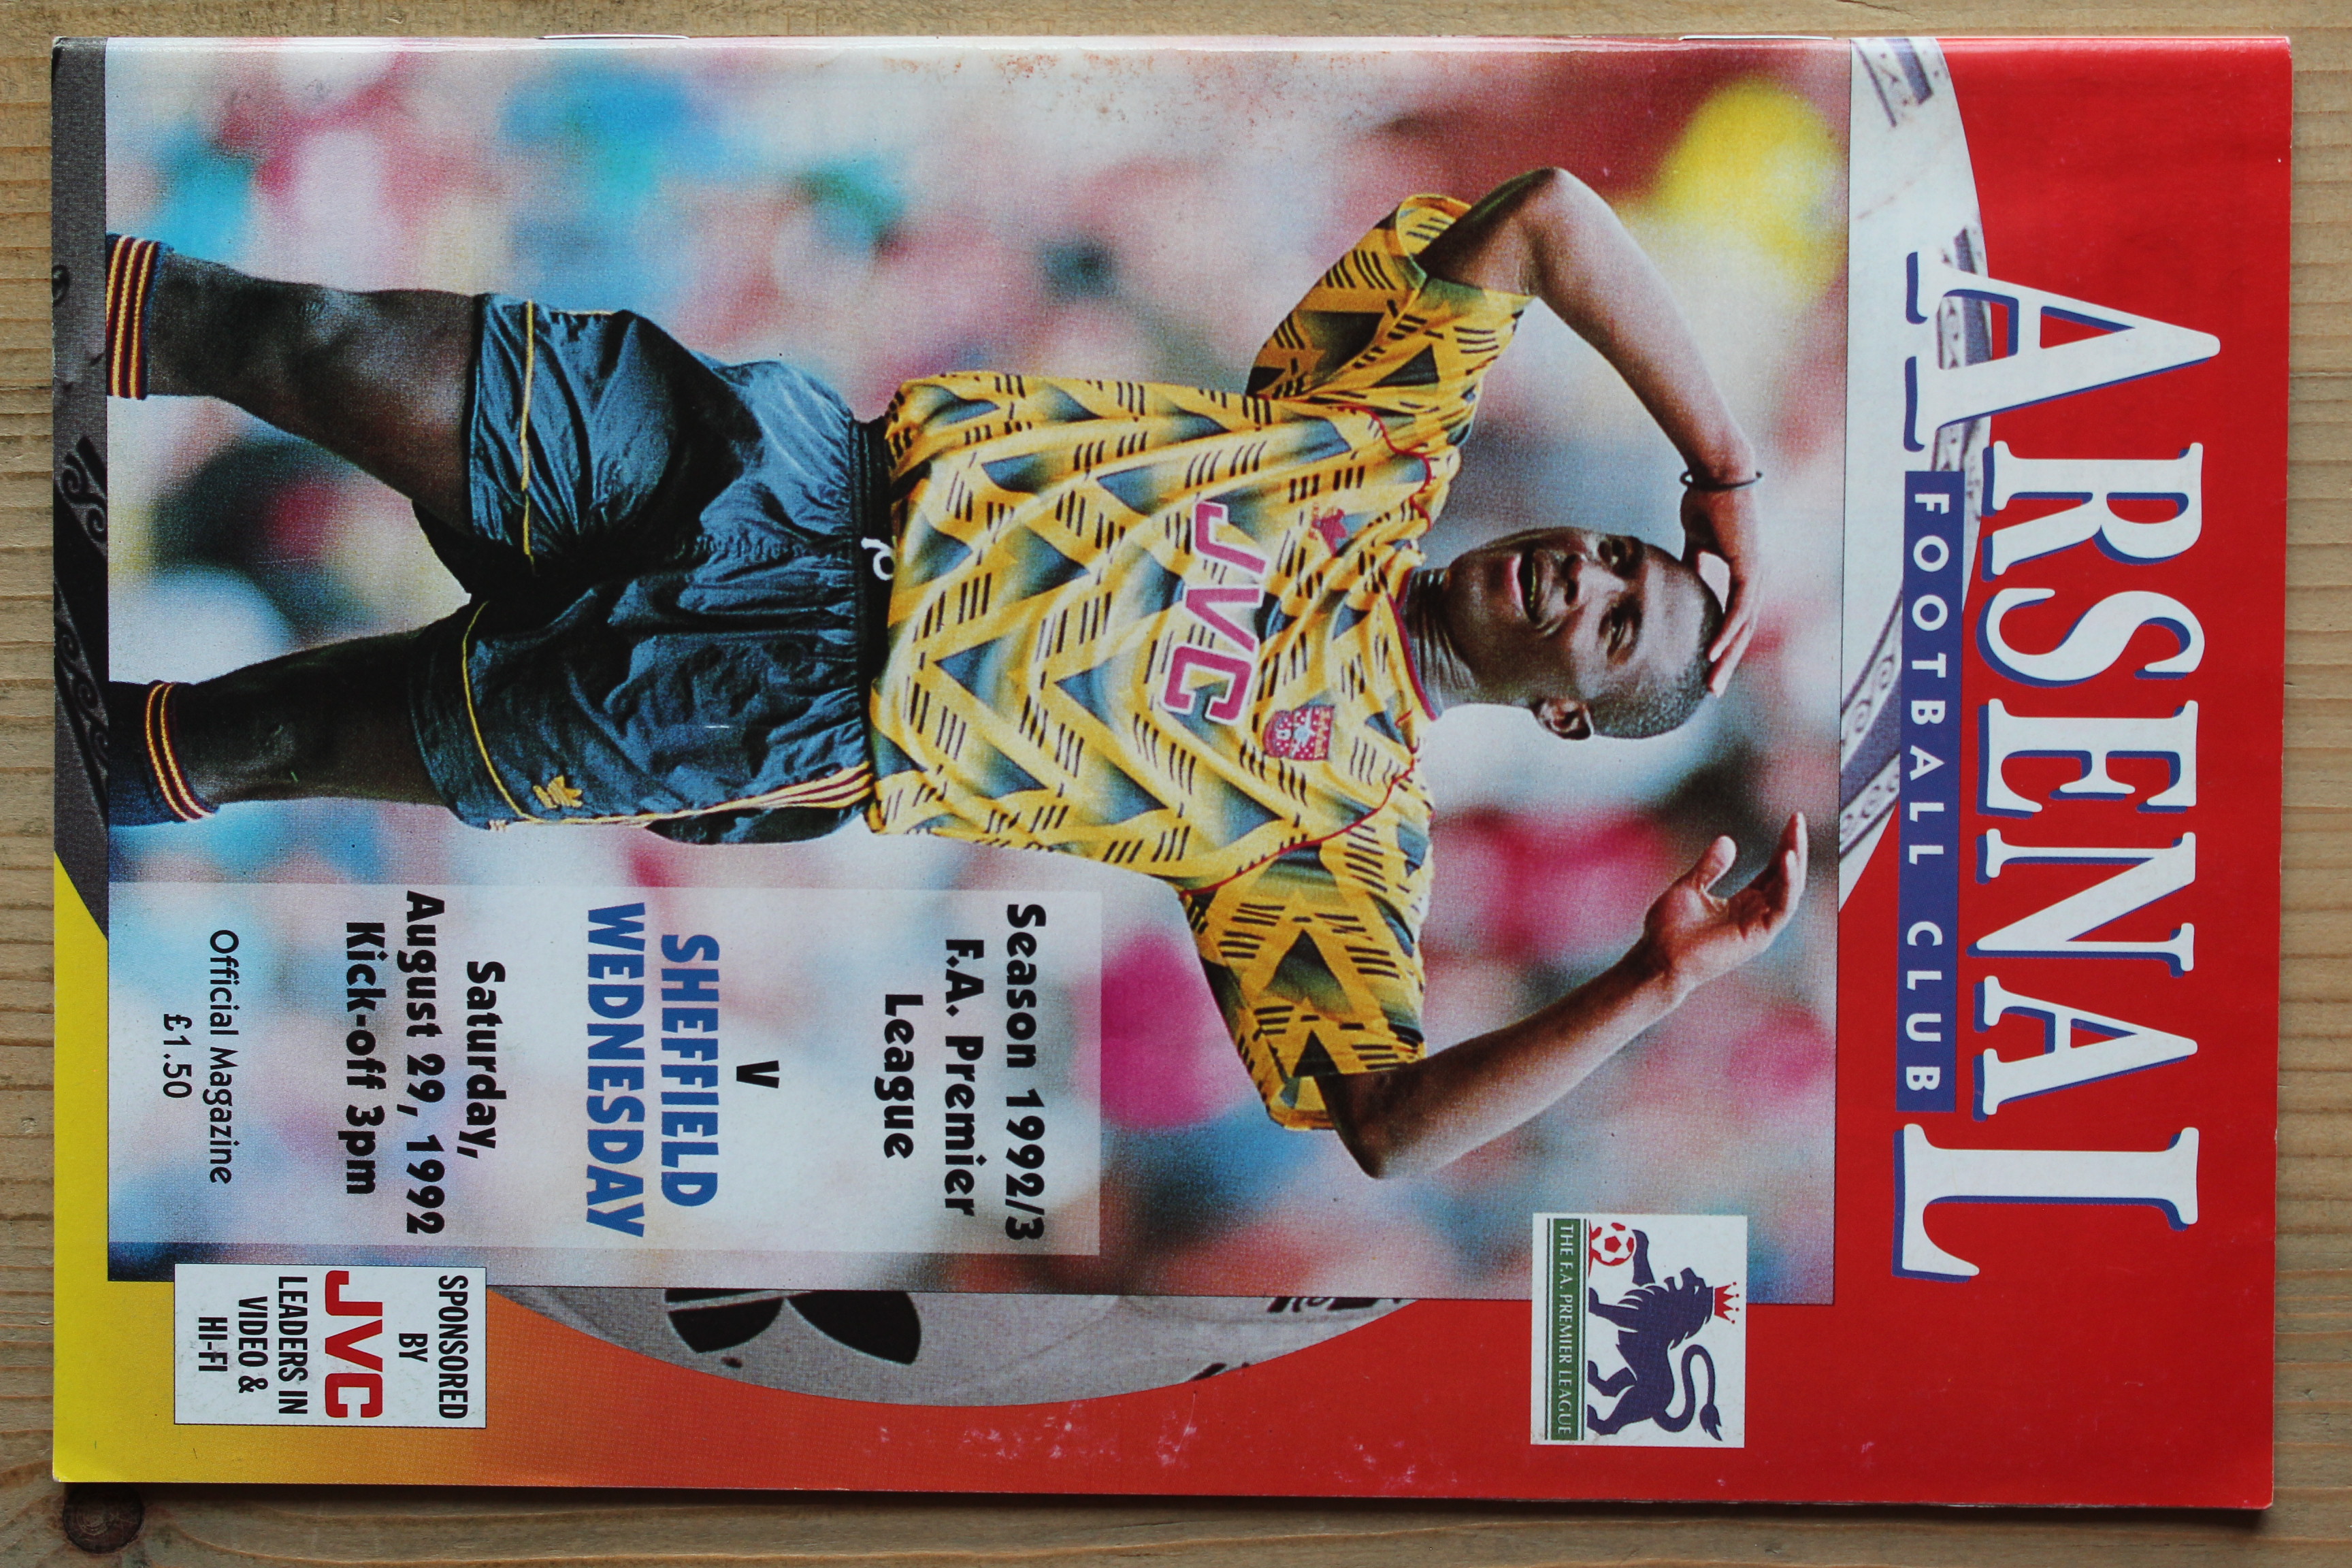 ARSENAL
FOOTBALL CLUB
THE F.A. PREMIER LEAGUE
JVC
Season 1992/3
F.A. Premier
League
v
SHEFFIELD
WEDNESDAY
Saturday,
August 29, 1992
Kick-off 3pm
Official Magazine
£1.50
SPONSORED
BY
JVC
LEADERS IN
VIDEO &
HI-FI